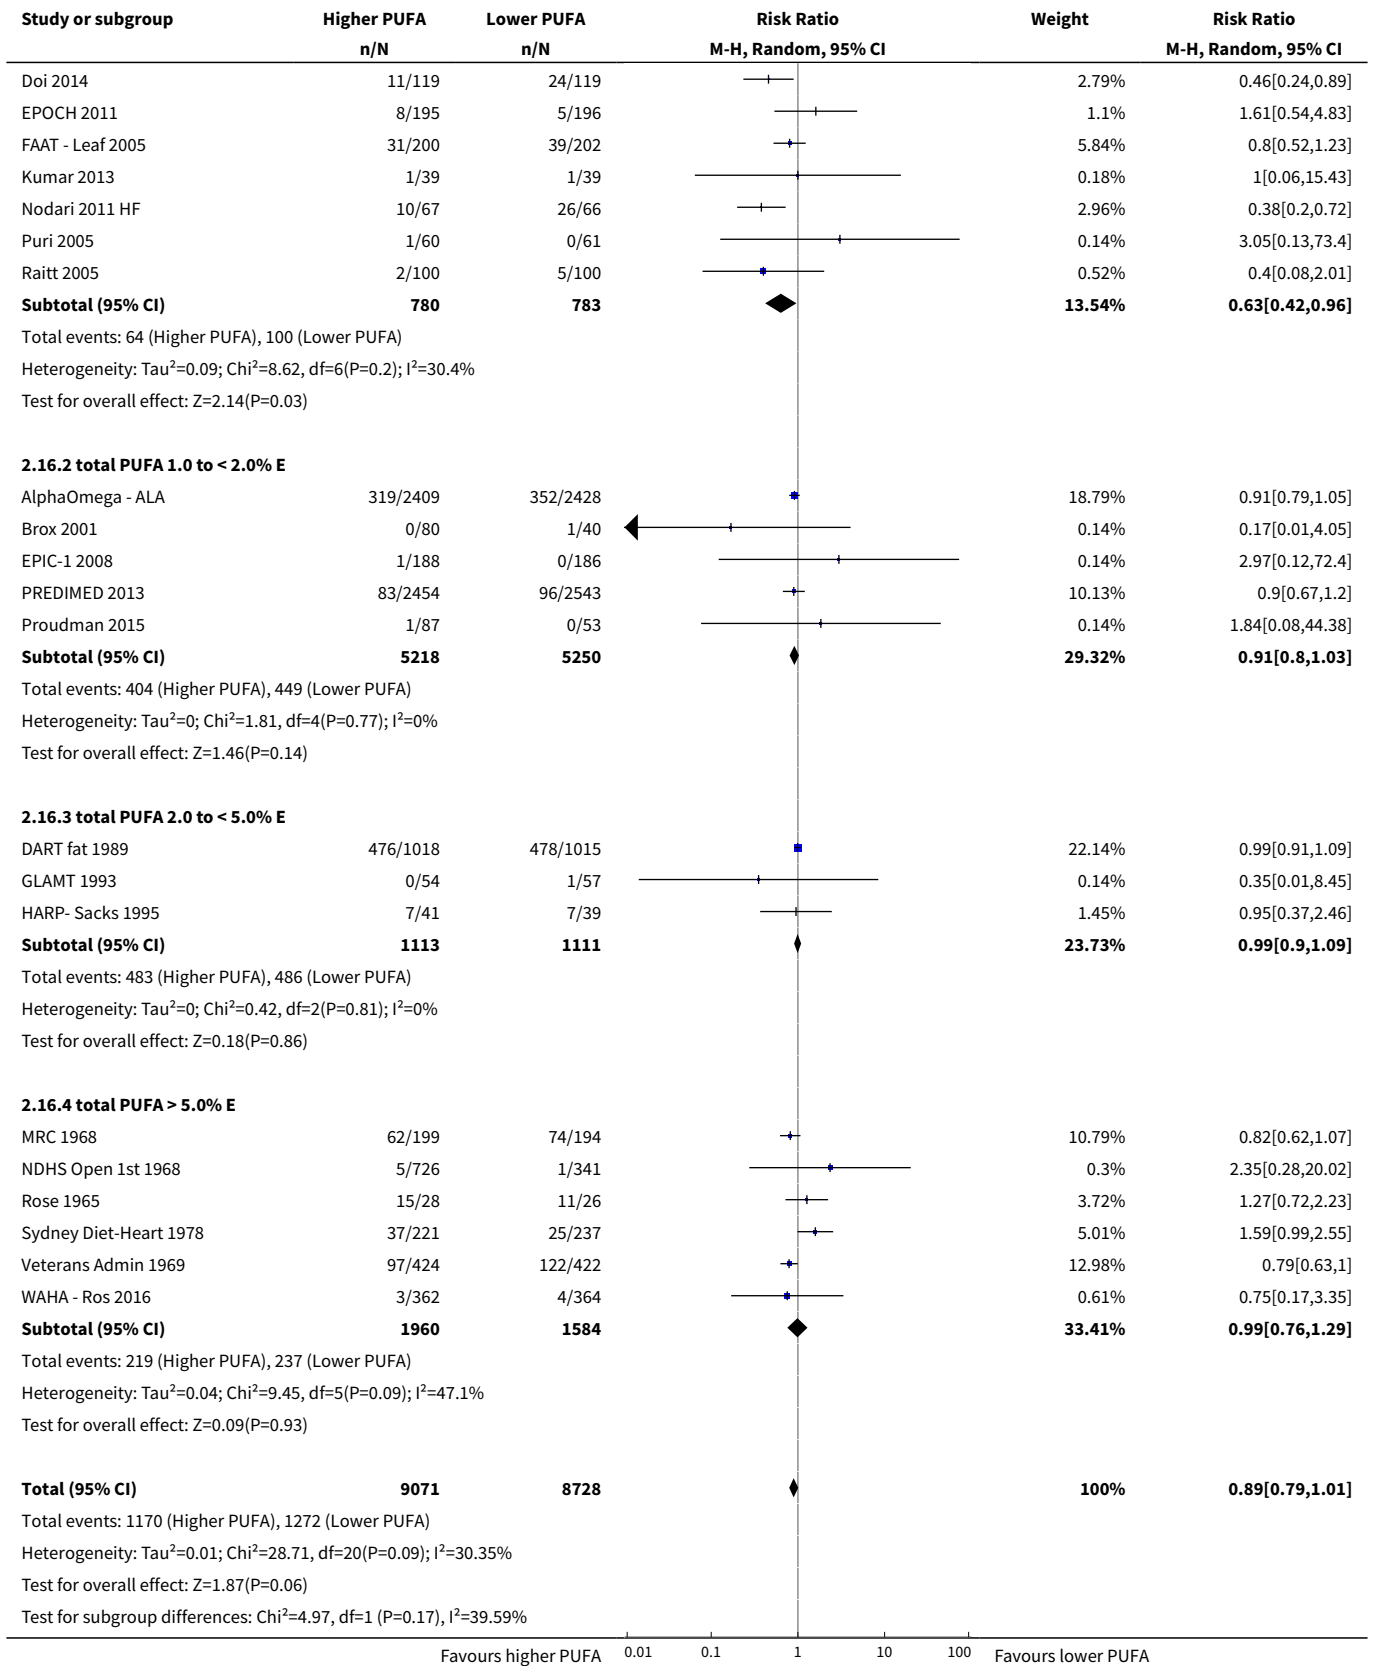 Study or subgroup Higher PUFA Lower PUFA Risk Ratio Weight Risk Ratio
n/N n/N M-H, Random, 95% CI M-H, Random, 95% CI
Doi 2014 11/119 24/119 2.79% 0.46[0.24,0.89]
EPOCH 2011 8/195 5/196 1.1% 1.61[0.54,4.83]
FAAT - Leaf 2005 31/200 39/202 5.84% 0.8[0.52,1.23]
Kumar 2013 1/39 1/39 0.18% 1[0.06,15.43]
Nodari 2011 HF 10/67 26/66 2.96% 0.38[0.2,0.72]
Puri 2005 1/60 0/61 0.14% 3.05[0.13,73.4]
Raitt 2005 2/100 5/100 0.52% 0.4[0.08,2.01]
Subtotal (95% CI) 780 783 13.54% 0.63[0.42,0.96]
Total events: 64 (Higher PUFA), 100 (Lower PUFA)
Heterogeneity: Tau²=0.09; Chi²=8.62, df=6(P=0.2); I²=30.4%
Test for overall effect: Z=2.14(P=0.03)
2.16.2 total PUFA 1.0 to < 2.0% E
AlphaOmega - ALA 319/2409 352/2428 18.79% 0.91[0.79,1.05]
Brox 2001 0/80 1/40 0.14% 0.17[0.01,4.05]
EPIC-1 2008 1/188 0/186 0.14% 2.97[0.12,72.4]
PREDIMED 2013 83/2454 96/2543 10.13% 0.9[0.67,1.2]
Proudman 2015 1/87 0/53 0.14% 1.84[0.08,44.38]
Subtotal (95% CI) 5218 5250 29.32% 0.91[0.8,1.03]
Total events: 404 (Higher PUFA), 449 (Lower PUFA)
Heterogeneity: Tau²=0; Chi²=1.81, df=4(P=0.77); I²=0%
Test for overall effect: Z=1.46(P=0.14)
2.16.3 total PUFA 2.0 to < 5.0% E
DART fat 1989 476/1018 478/1015 22.14% 0.99[0.91,1.09]
GLAMT 1993 0/54 1/57 0.14% 0.35[0.01,8.45]
HARP- Sacks 1995 7/41 7/39 1.45% 0.95[0.37,2.46]
Subtotal (95% CI) 1113 1111 23.73% 0.99[0.9,1.09]
Total events: 483 (Higher PUFA), 486 (Lower PUFA)
Heterogeneity: Tau²=0; Chi²=0.42, df=2(P=0.81); I²=0%
Test for overall effect: Z=0.18(P=0.86)
2.16.4 total PUFA > 5.0% E
MRC 1968 62/199 74/194 10.79% 0.82[0.62,1.07]
NDHS Open 1st 1968 5/726 1/341 0.3% 2.35[0.28,20.02]
Rose 1965 15/28 11/26 3.72% 1.27[0.72,2.23]
Sydney Diet-Heart 1978 37/221 25/237 5.01% 1.59[0.99,2.55]
Veterans Admin 1969 97/424 122/422 12.98% 0.79[0.63,1]
WAHA - Ros 2016 3/362 4/364 0.61% 0.75[0.17,3.35]
Subtotal (95% CI) 1960 1584 33.41% 0.99[0.76,1.29]
Total events: 219 (Higher PUFA), 237 (Lower PUFA)
Heterogeneity: Tau²=0.04; Chi²=9.45, df=5(P=0.09); I²=47.1%
Test for overall effect: Z=0.09(P=0.93)
Total (95% CI) 9071 8728 100% 0.89[0.79,1.01]
Total events: 1170 (Higher PUFA), 1272 (Lower PUFA)
Heterogeneity: Tau²=0.01; Chi²=28.71, df=20(P=0.09); I²=30.35%
Test for overall effect: Z=1.87(P=0.06)
Test for subgroup differences: Chi²=4.97, df=1 (P=0.17), I²=39.59%
Favours higher PUFA 0.01 0.1 1 10 100 Favours lower PUFA